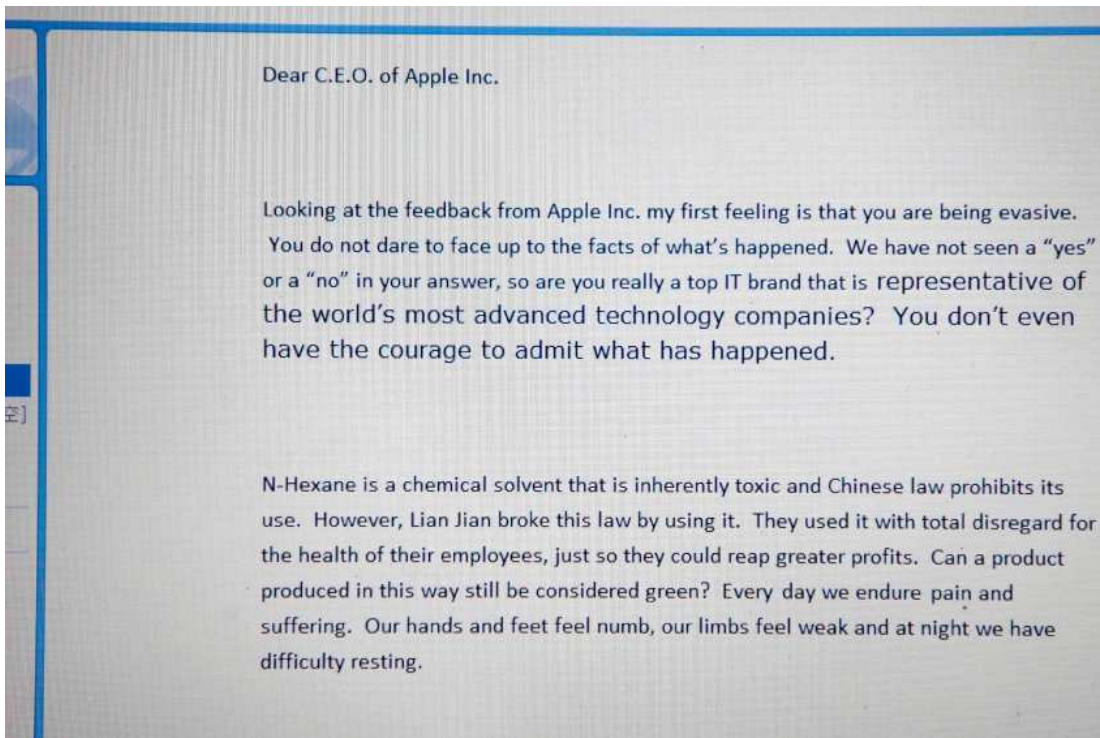 Dear C.E.O. of Apple Inc.
Looking at the feedback from Apple Inc. my first feeling is that you are being evasive.
You do not dare to face up to the facts of what's happened.  We have not seen a “yes”
or a “no” in your answer, so are you really a top IT brand that is representative of
the world's most advanced technology companies?  You don't even
have the courage to admit what has happened.
空]
N-Hexane is a chemical solvent that is inherently toxic and Chinese law prohibits its
use.  However, Lian Jian broke this law by using it.  They used it with total disregard for
the health of their employees, just so they could reap greater profits.  Can a product
produced in this way still be considered green?  Every day we endure pain and
suffering.  Our hands and feet feel numb, our limbs feel weak and at night we have
difficulty resting.